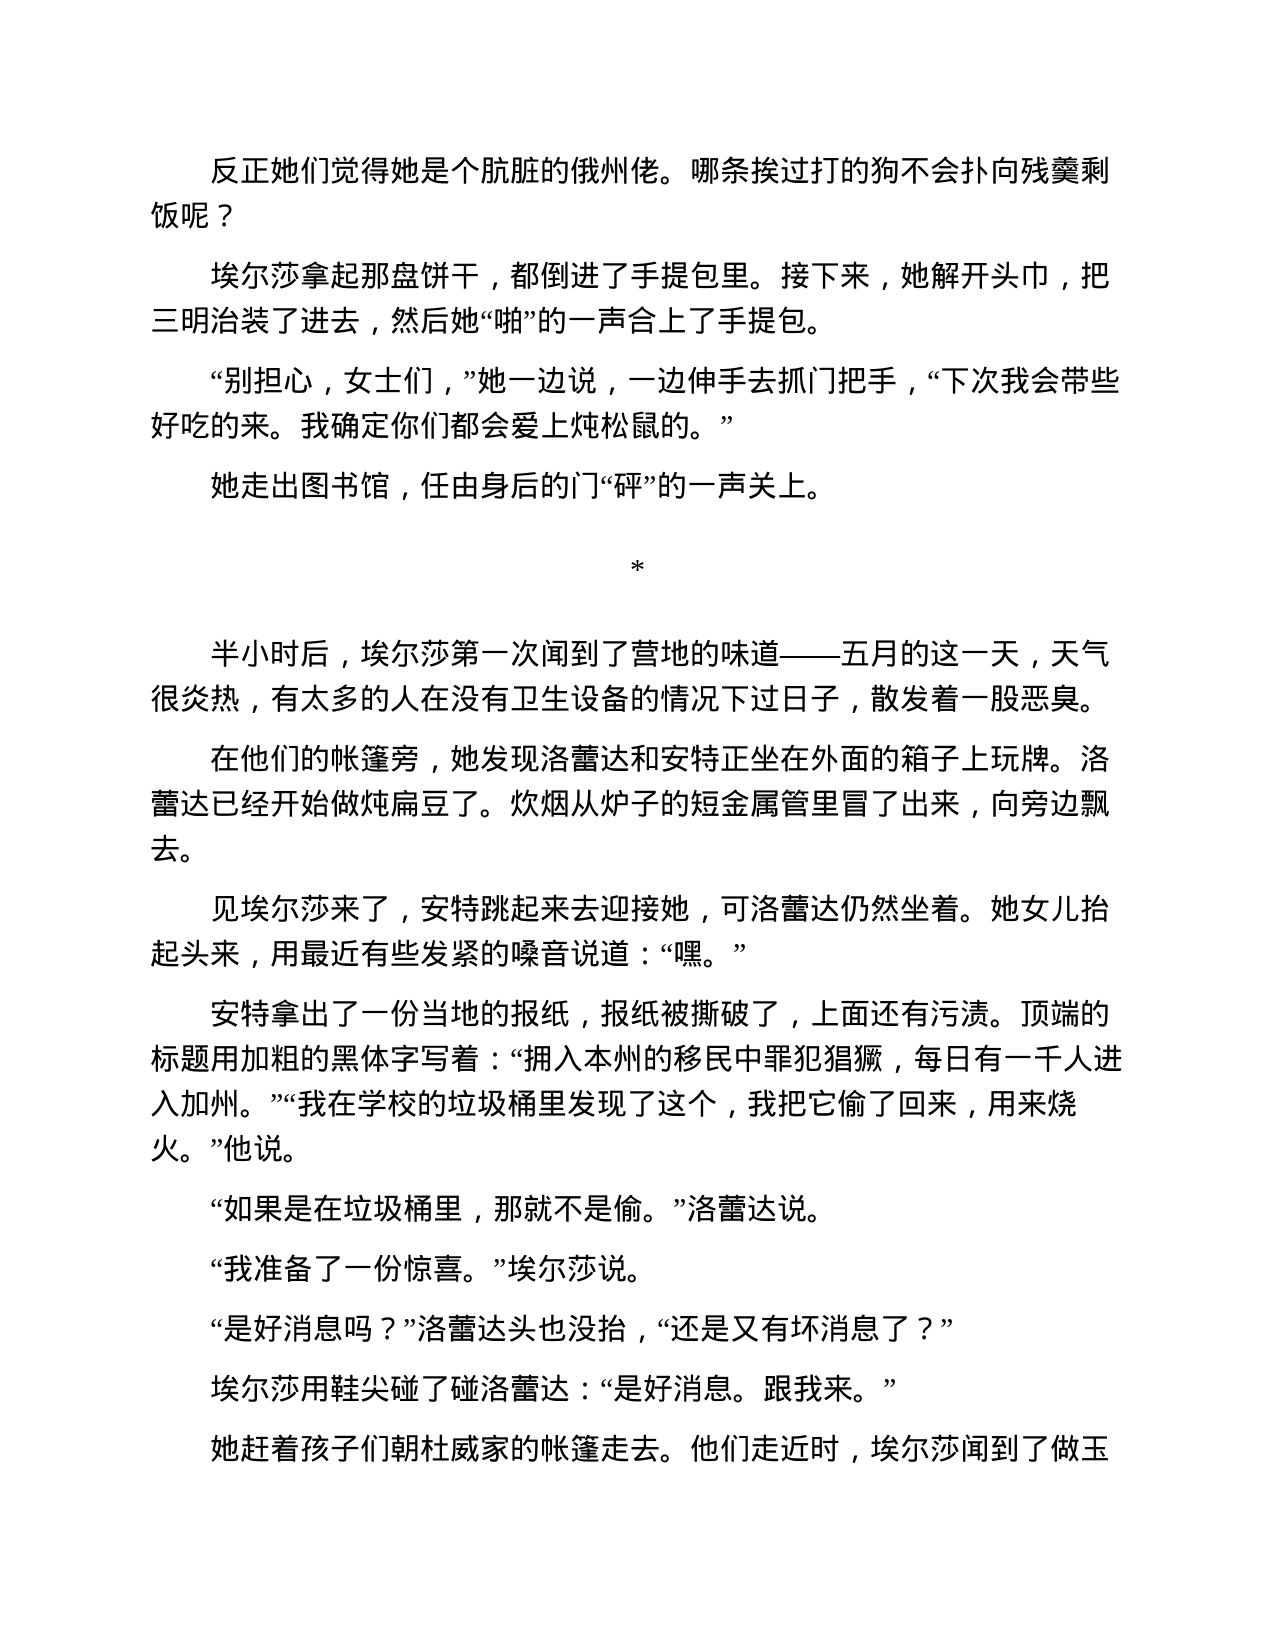 反正她们觉得她是个肮脏的俄州佬。哪条挨过打的狗不会扑向残羹剩
饭呢？
埃尔莎拿起那盘饼干，都倒进了手提包里。接下来，她解开头巾，把
三明治装了进去，然后她“啪”的一声合上了手提包。
“别担心，女士们，”她一边说，一边伸手去抓门把手，“下次我会带些
好吃的来。我确定你们都会爱上炖松鼠的。”
她走出图书馆，任由身后的门“砰”的一声关上。
*
半小时后，埃尔莎第一次闻到了营地的味道——五月的这一天，天气
很炎热，有太多的人在没有卫生设备的情况下过日子，散发着一股恶臭。
在他们的帐篷旁，她发现洛蕾达和安特正坐在外面的箱子上玩牌。洛
蕾达已经开始做炖扁豆了。炊烟从炉子的短金属管里冒了出来，向旁边飘
去。
见埃尔莎来了，安特跳起来去迎接她，可洛蕾达仍然坐着。她女儿抬
起头来，用最近有些发紧的嗓音说道：“嘿。”
安特拿出了一份当地的报纸，报纸被撕破了，上面还有污渍。顶端的
标题用加粗的黑体字写着：“拥入本州的移民中罪犯猖獗，每日有一千人进
入加州。”“我在学校的垃圾桶里发现了这个，我把它偷了回来，用来烧
火。”他说。
“如果是在垃圾桶里，那就不是偷。”洛蕾达说。
“我准备了一份惊喜。”埃尔莎说。
“是好消息吗？”洛蕾达头也没抬，“还是又有坏消息了？”
埃尔莎用鞋尖碰了碰洛蕾达：“是好消息。跟我来。”
她赶着孩子们朝杜威家的帐篷走去。他们走近时，埃尔莎闻到了做玉